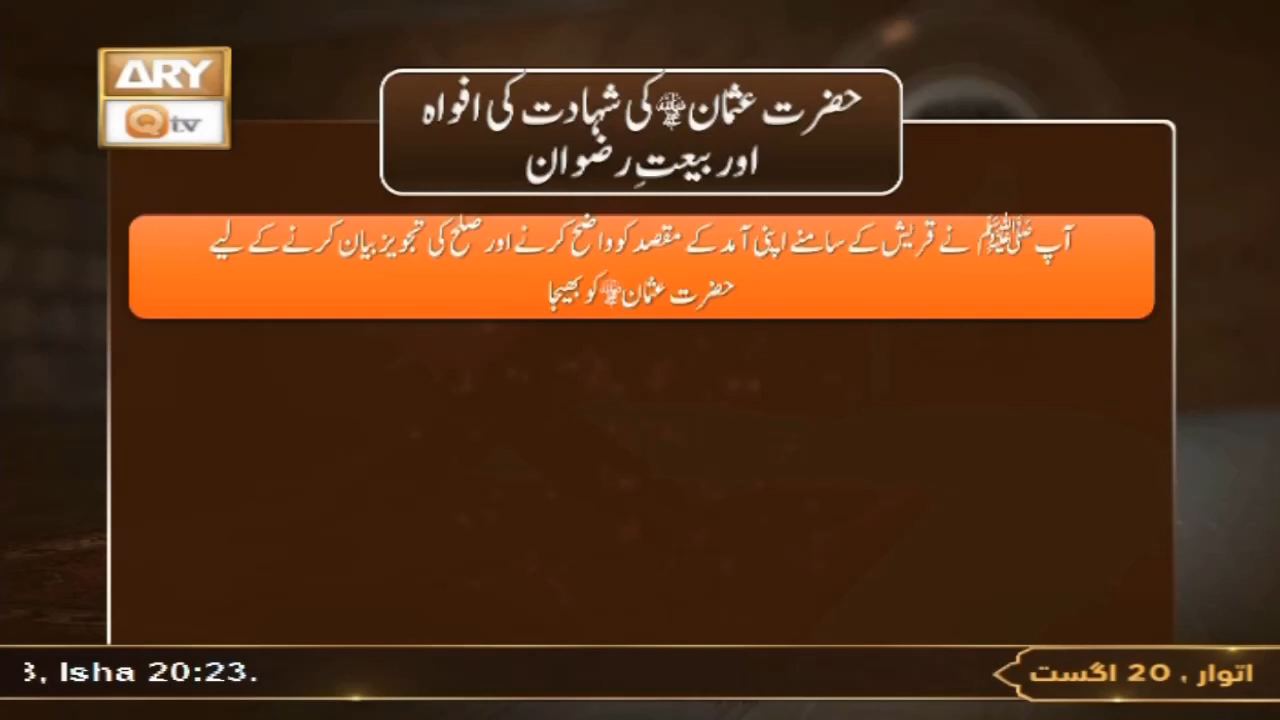 ARY
Qtv
حضرت عثمانؓ کی شہادت کی افواہ
اور بیعتِ رضوان
آپ ﷺ نے قریش کے سامنے اپنی آمد کے مقصد کو واضح کرنے اور صلح کی تجویز بیان کرنے کے لیے
حضرت عثمانؓ کو بھیجا
3, Isha 20:23.
اتوار , 20 اگست